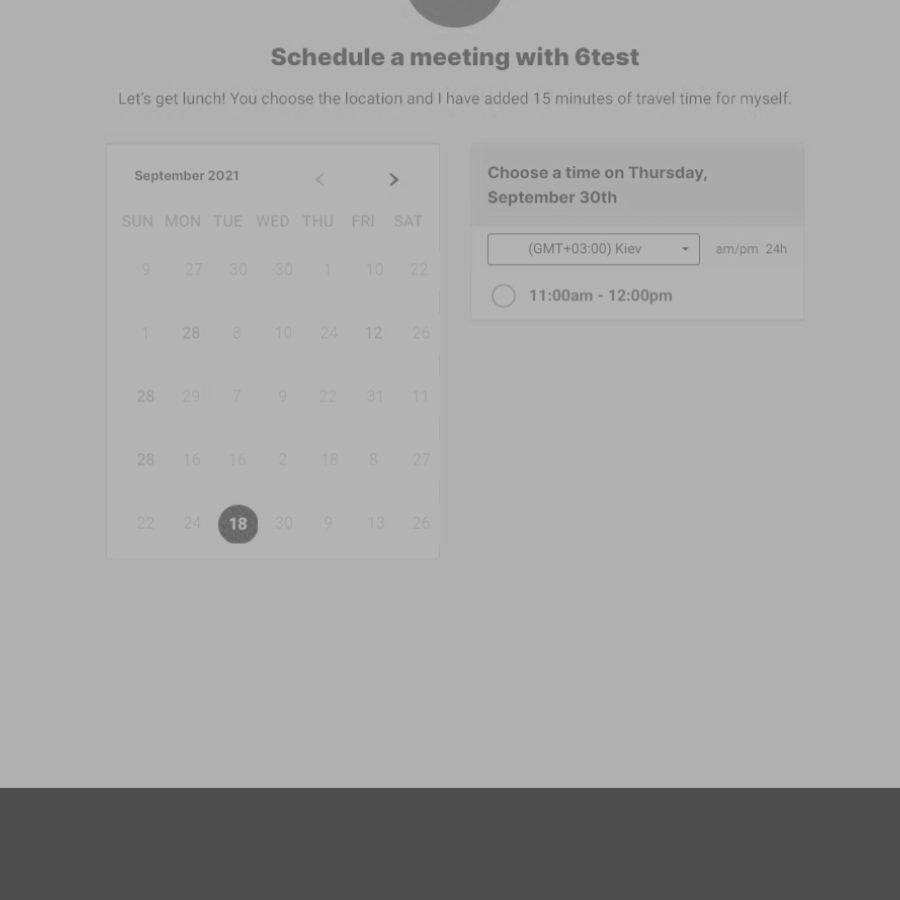 Schedule a meeting with 6test
Let's get lunch! You choose the location and I have added 15 minutes of travel time for myself.
September 2021 < >
SUN MON TUE WED THU FRI SAT
9 27 30 30 1 10 22
1 28 8 10 24 12 26
28 29 7 9 22 31 11
28 16 16 2 18 8 27
22 24 18 30 9 13 26
Choose a time on Thursday,
September 30th
(GMT+03:00) Kiev am/pm 24h
11:00am - 12:00pm